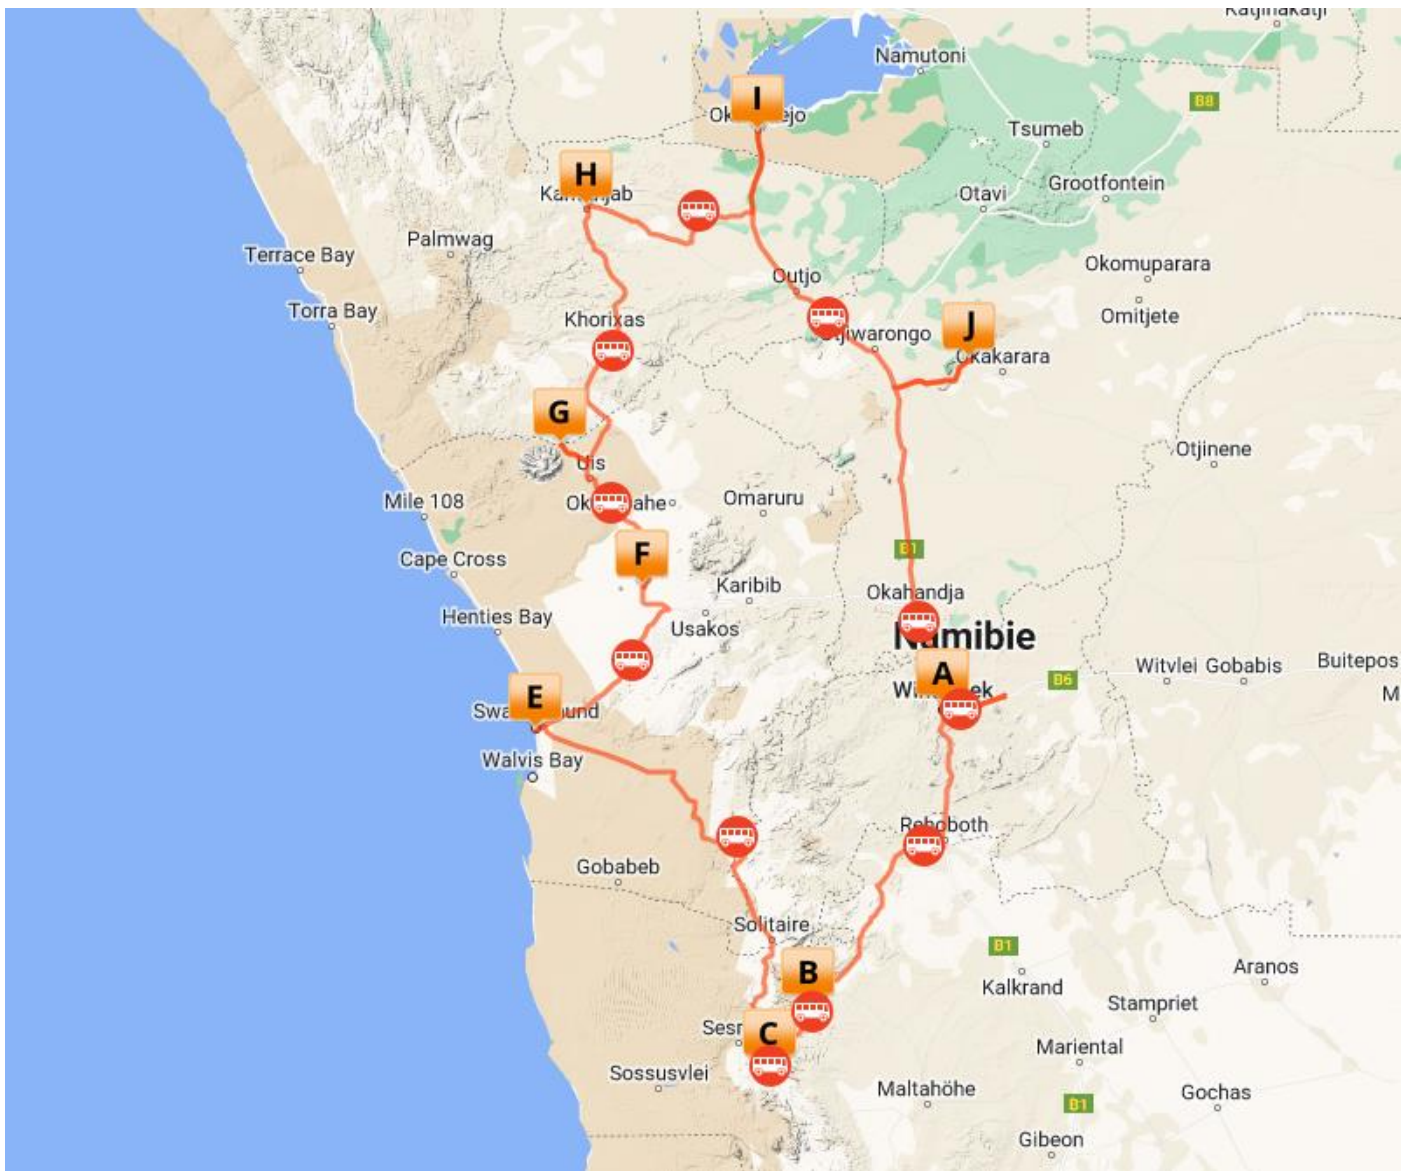 Namutoni
B8
I
Tsumeb
H
Otavi
Grootfontein
Palmwag
Terrace Bay
Okomuparara
Outjo
Torra Bay
Omitjete
Khorixas
J
Okakarara
G
Otjinene
Uis
Mile 108
Omaruru
F
B1
Cape Cross
Karibib
Okahandja
Henties Bay
Usakos
Namibie
Witvlei
Gobabis
Buitepos
A
B6
M
E
Walvis Bay
Rehoboth
Gobabeb
Solitaire
B1
B
Aranos
Kalkrand
Stampriet
C
Mariental
Sossusvlei
Maltahöhe
Gochas
B1
Gibeon